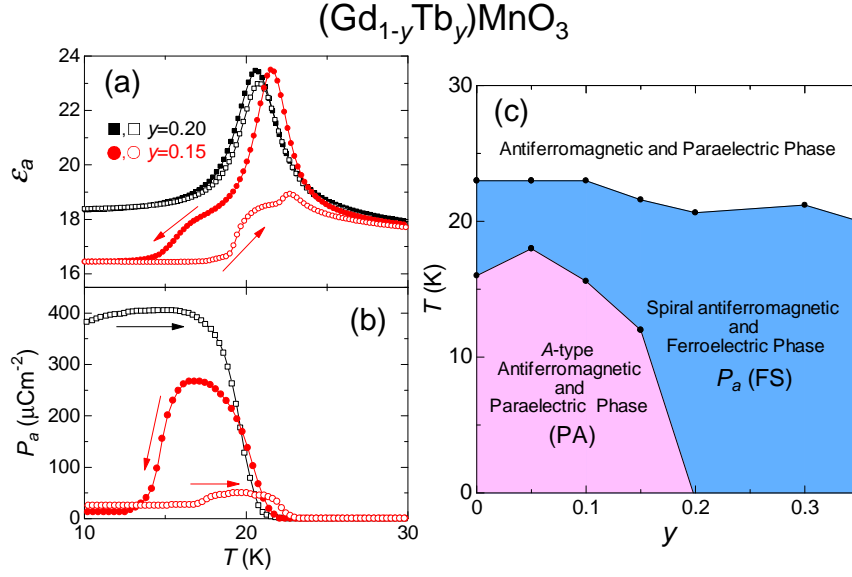 (Gd1-yTby)MnO3
(a)
24
22
20
18
16
εa
■,□ y=0.20
●,○ y=0.15
(b)
400
300
200
100
0
Pa (μCm-2)
10 20 30
T (K)
(c)
30
20
10
0
T (K)
Antiferromagnetic and Paraelectric Phase
Spiral antiferromagnetic
and
Ferroelectric Phase
Pa (FS)
A-type
Antiferromagnetic
and
Paraelectric Phase
(PA)
0 0.1 0.2 0.3
y